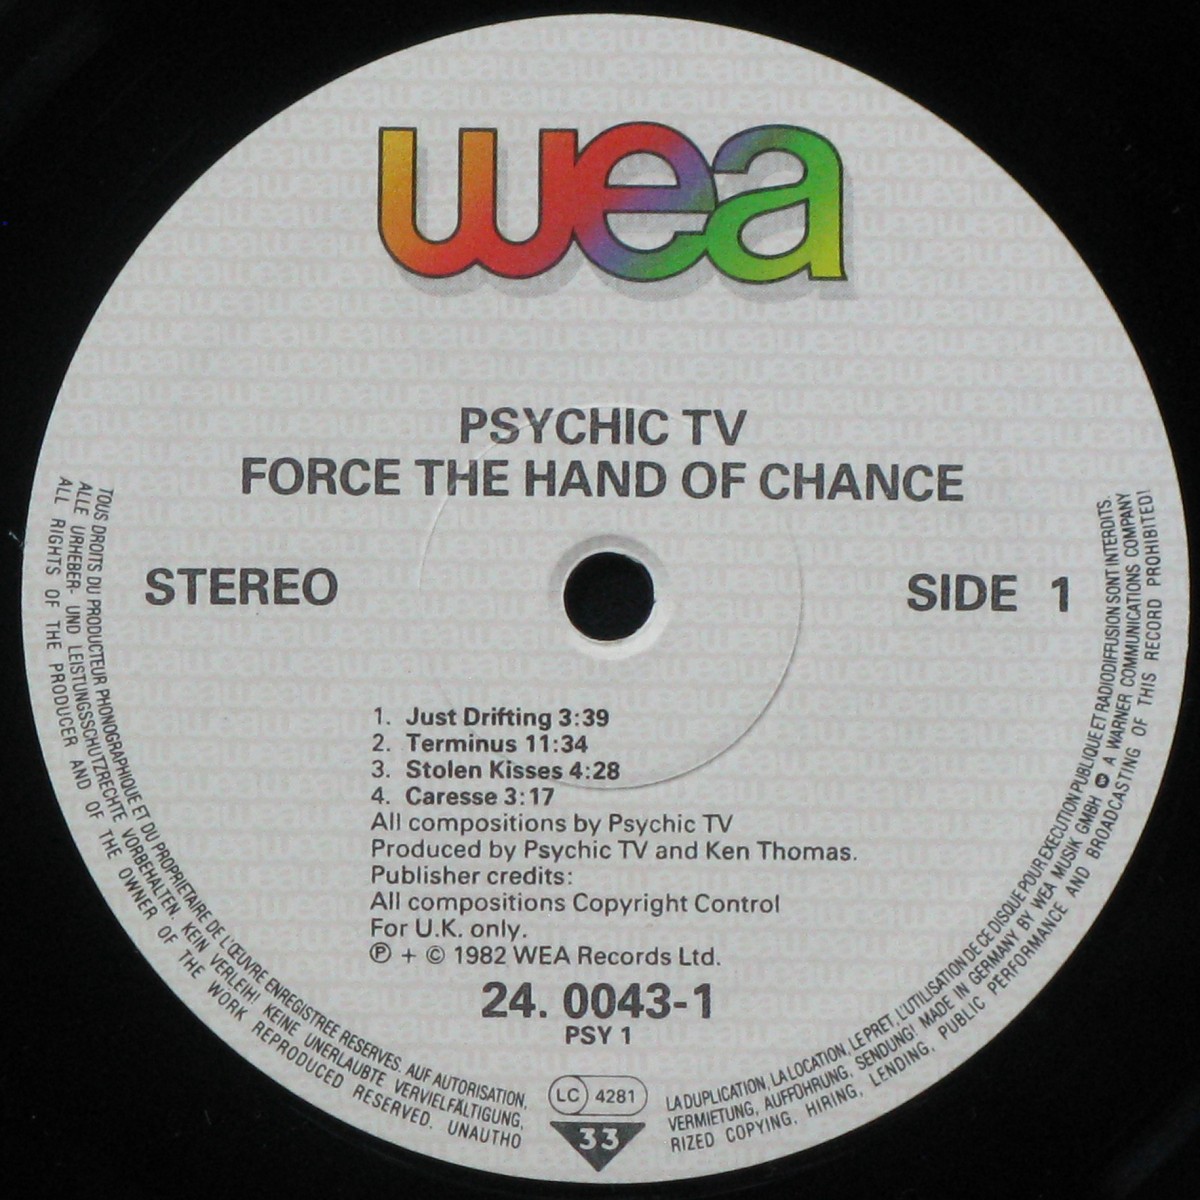 wea
PSYCHIC TV
FORCE THE HAND OF CHANCE
STEREO
SIDE 1
1. Just Drifting 3:39
2. Terminus 11:34
3. Stolen Kisses 4:28
4. Caresse 3:17
All compositions by Psychic TV
Produced by Psychic TV and Ken Thomas.
Publisher credits:
All compositions Copyright Control
For U.K. only.
℗ + © 1982 WEA Records Ltd.
24. 0043-1
PSY 1
LC 4281
33
TOUS DROITS DU PRODUCTEUR PHONOGRAPHIQUE ET DU PROPRIETAIRE DE L'ŒUVRE ENREGISTREE RESERVES. AUF AUTORISATION, LA DUPLICATION, LA LOCATION, LE PRET, L'UTILISATION DE CE DISQUE POUR EXECUTION PUBLIQUE ET RADIODIFFUSION SONT INTERDITS.
ALLE URHEBER- UND LEISTUNGSSCHUTZRECHTE VORBEHALTEN. KEIN VERLEIH! KEINE UNERLAUBTE VERVIELFÄLTIGUNG, VERMIETUNG, AUFFÜHRUNG, SENDUNG! MADE IN GERMANY BY WEA MUSIK GMBH A WARNER COMMUNICATIONS COMPANY
ALL RIGHTS OF THE PRODUCER AND OF THE OWNER OF THE WORK REPRODUCED RESERVED. UNAUTHORIZED COPYING, HIRING, LENDING, PUBLIC PERFORMANCE AND BROADCASTING OF THIS RECORD PROHIBITED!